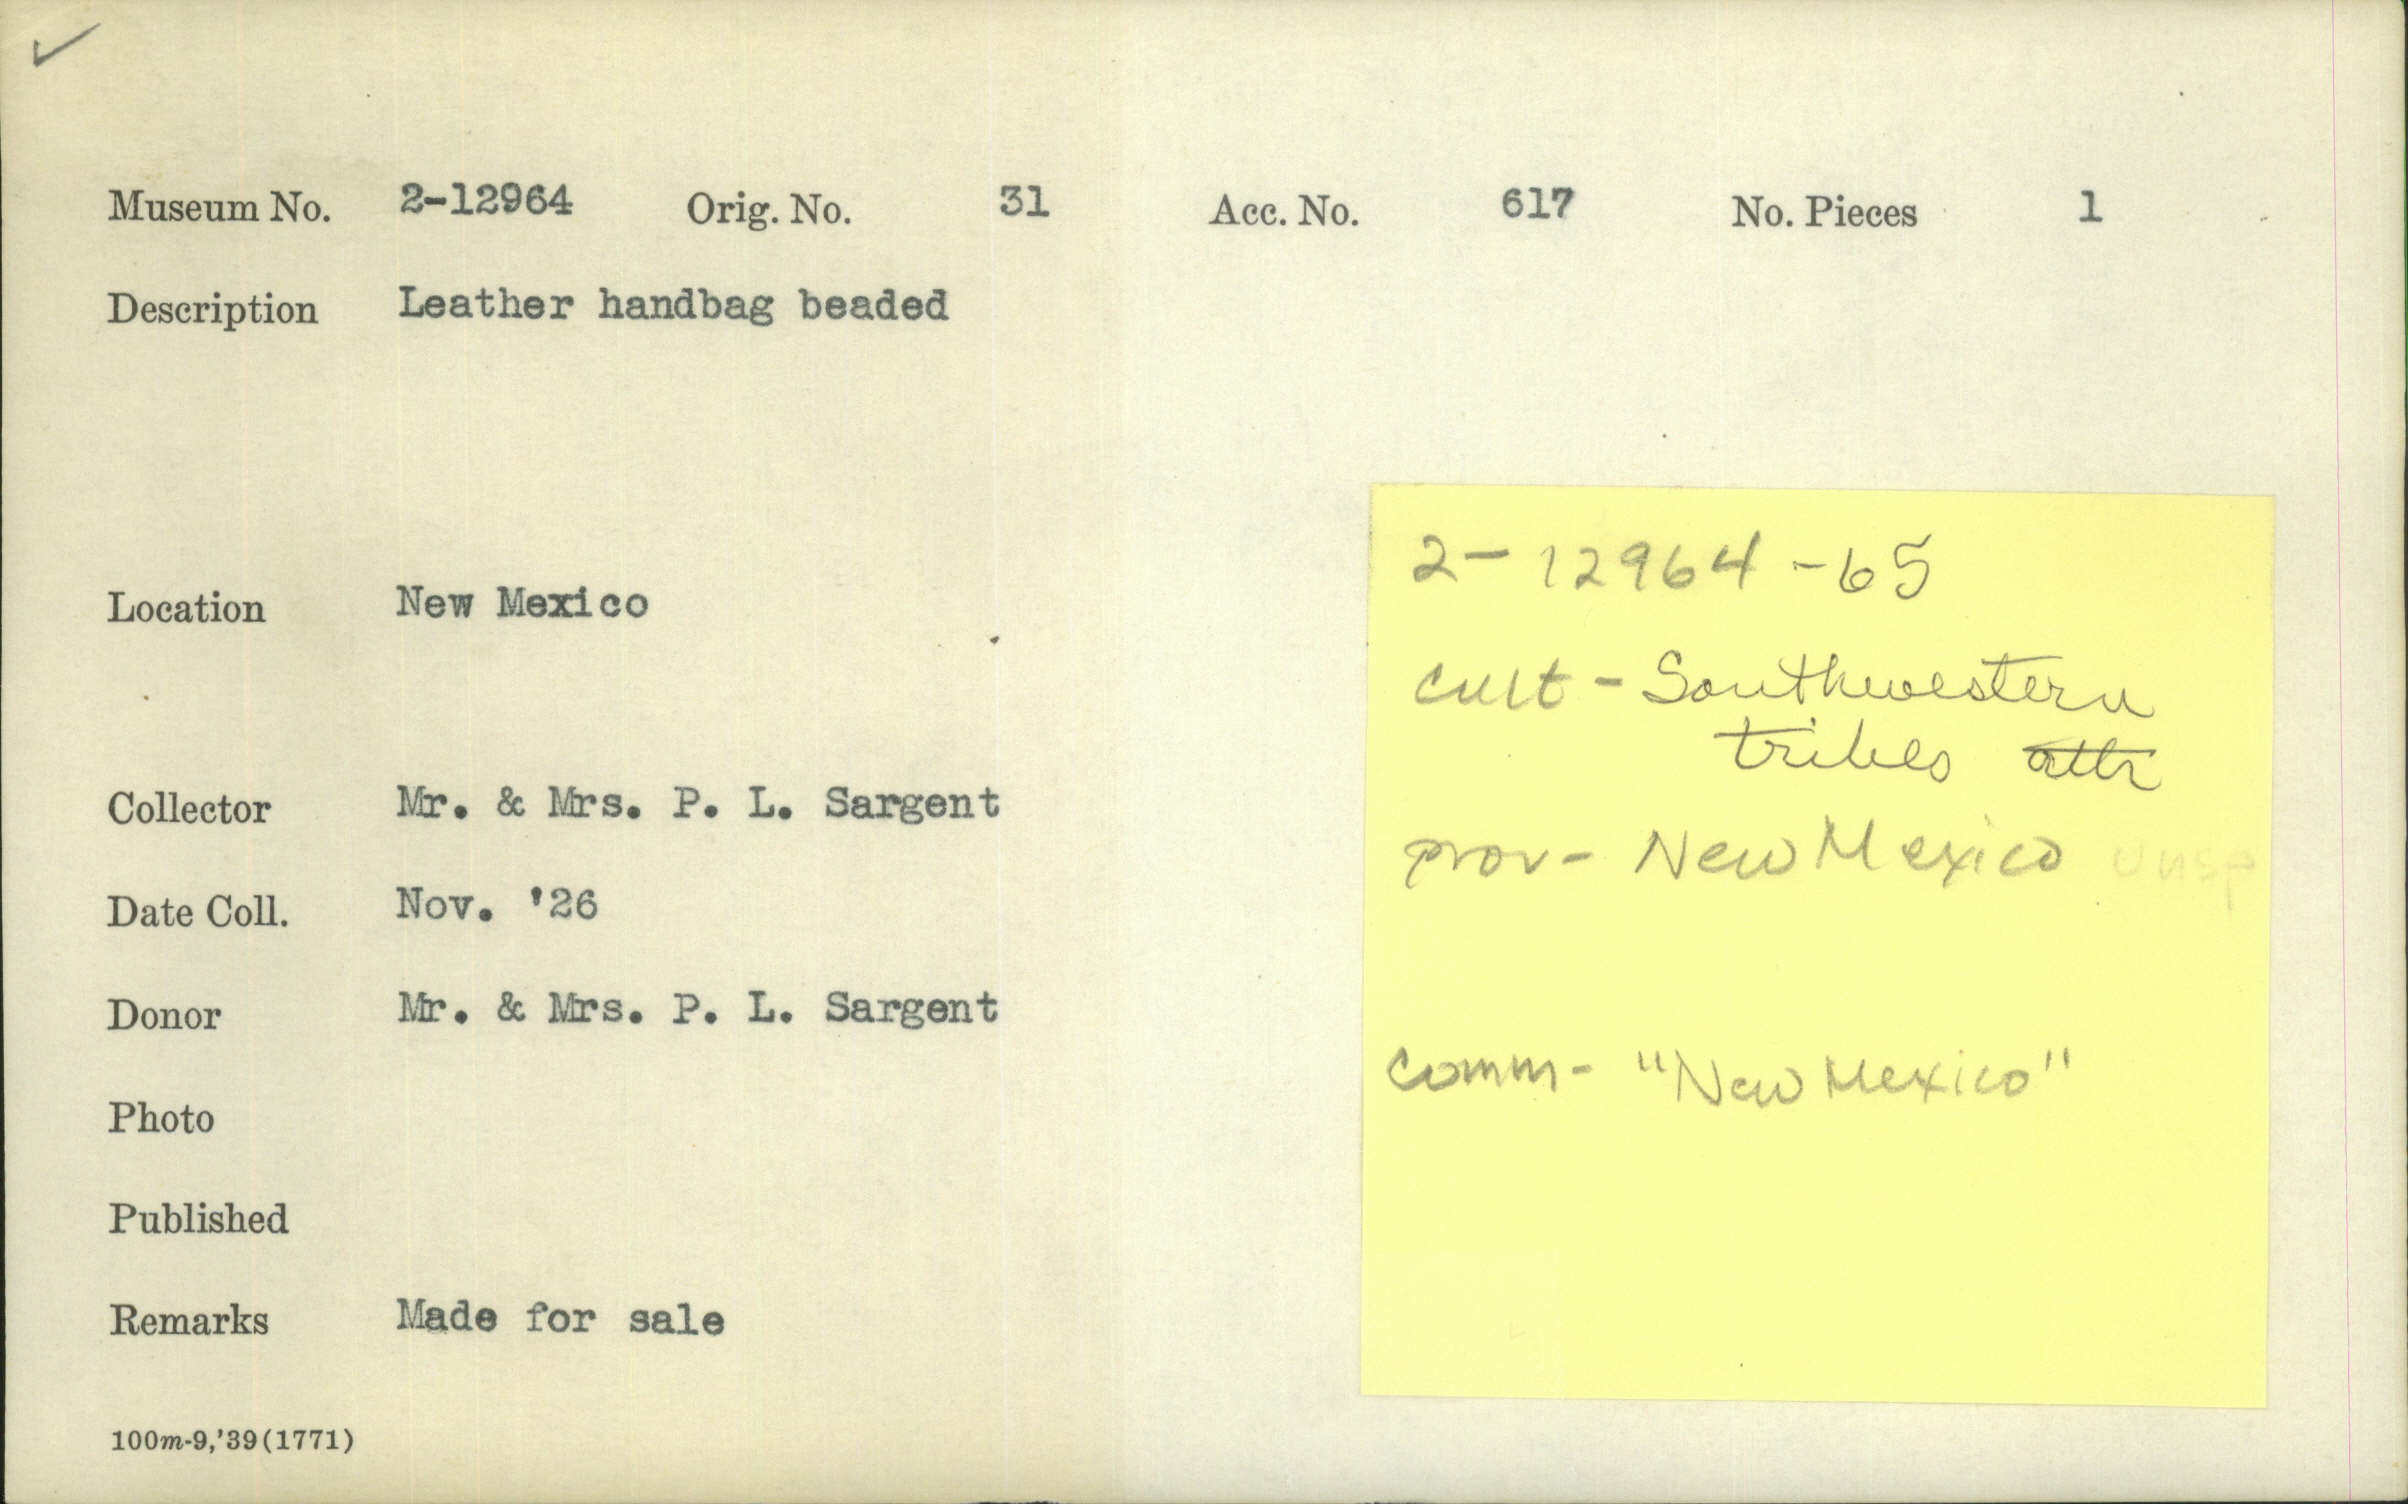 Museum No. 2-12964 Orig. No. 31 Acc. No. 617 No. Pieces 1
Description Leather handbag beaded
Location New Mexico
Collector Mr. & Mrs. P. L. Sargent
Date Coll. Nov. '26
Donor Mr. & Mrs. P. L. Sargent
Photo
Published
Remarks Made for sale
100m-9,'39(1771)
2-12964-65
cult - Southwestern
tribes attr
prov - New Mexico unsp
comm - "New Mexico"